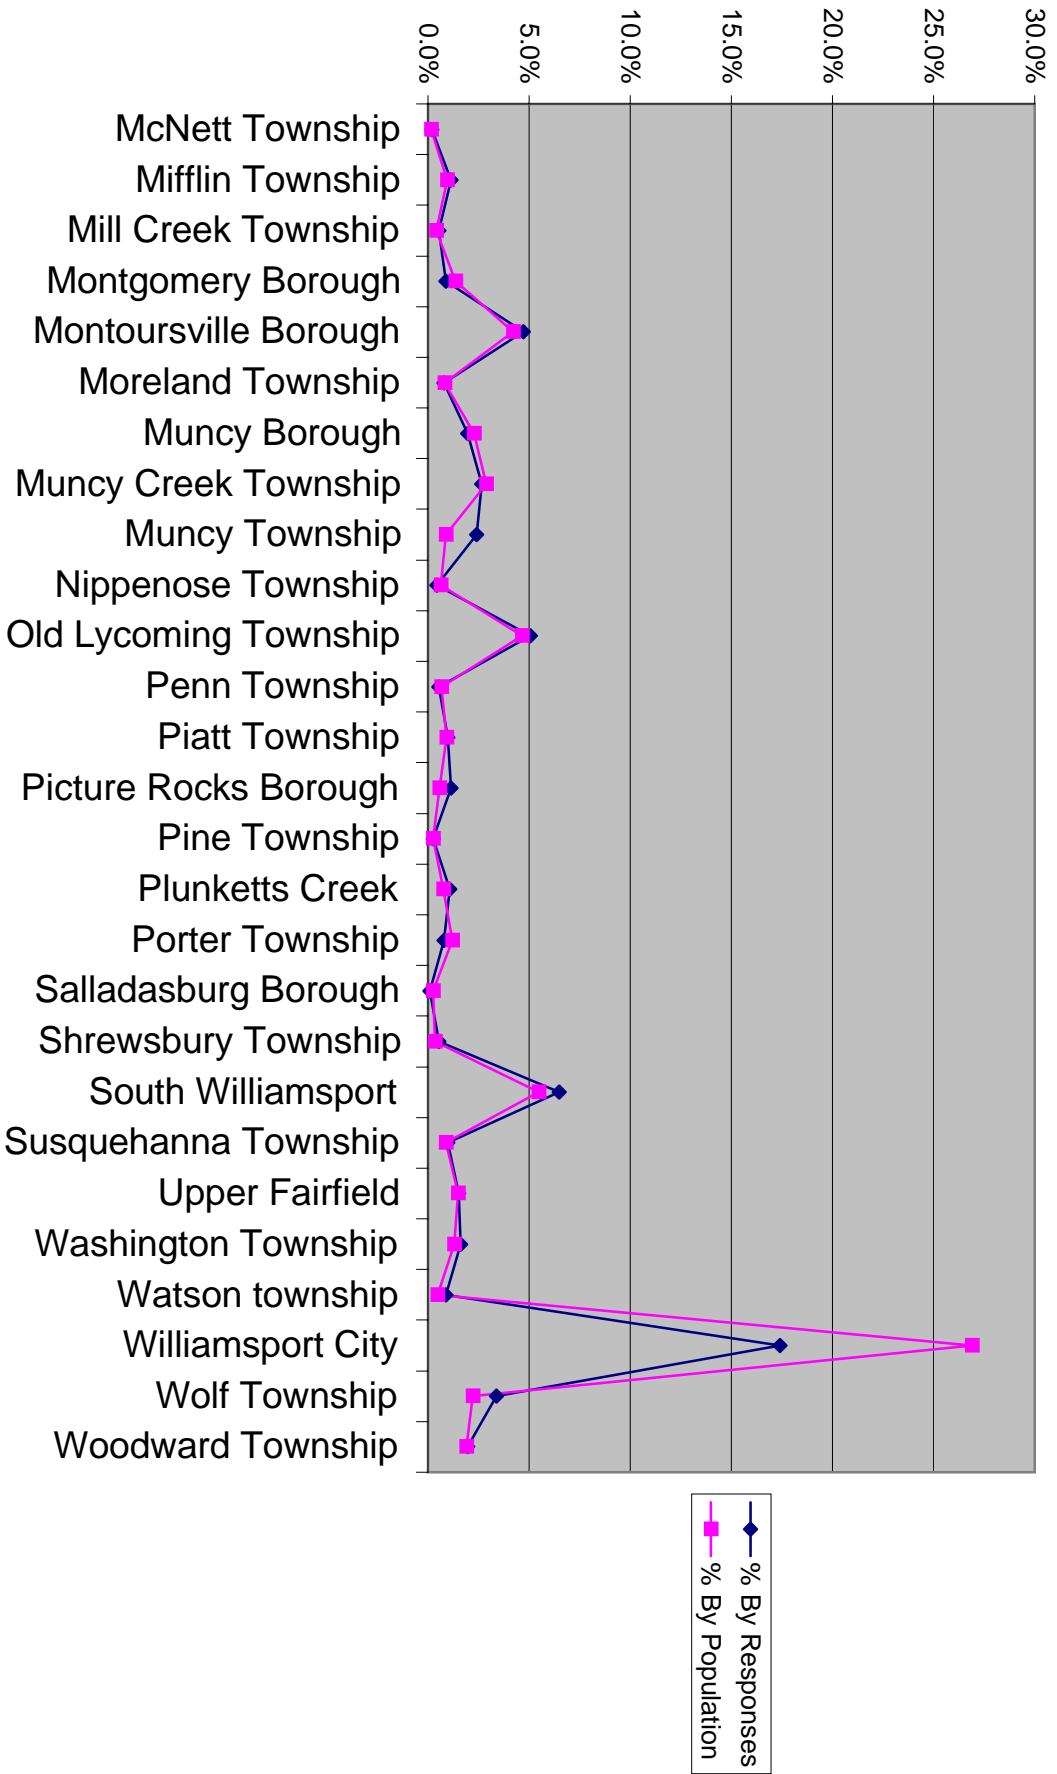 30.0%
25.0%
20.0%
15.0%
10.0%
5.0%
0.0%
McNett Township
Mifflin Township
Mill Creek Township
Montgomery Borough
Montoursville Borough
Moreland Township
Muncy Borough
Muncy Creek Township
Muncy Township
Nippenose Township
Old Lycoming Township
Penn Township
Piatt Township
Picture Rocks Borough
Pine Township
Plunketts Creek
Porter Township
Salladasburg Borough
Shrewsbury Township
South Williamsport
Susquehanna Township
Upper Fairfield
Washington Township
Watson township
Williamsport City
Wolf Township
Woodward Township
% By Responses
% By Population